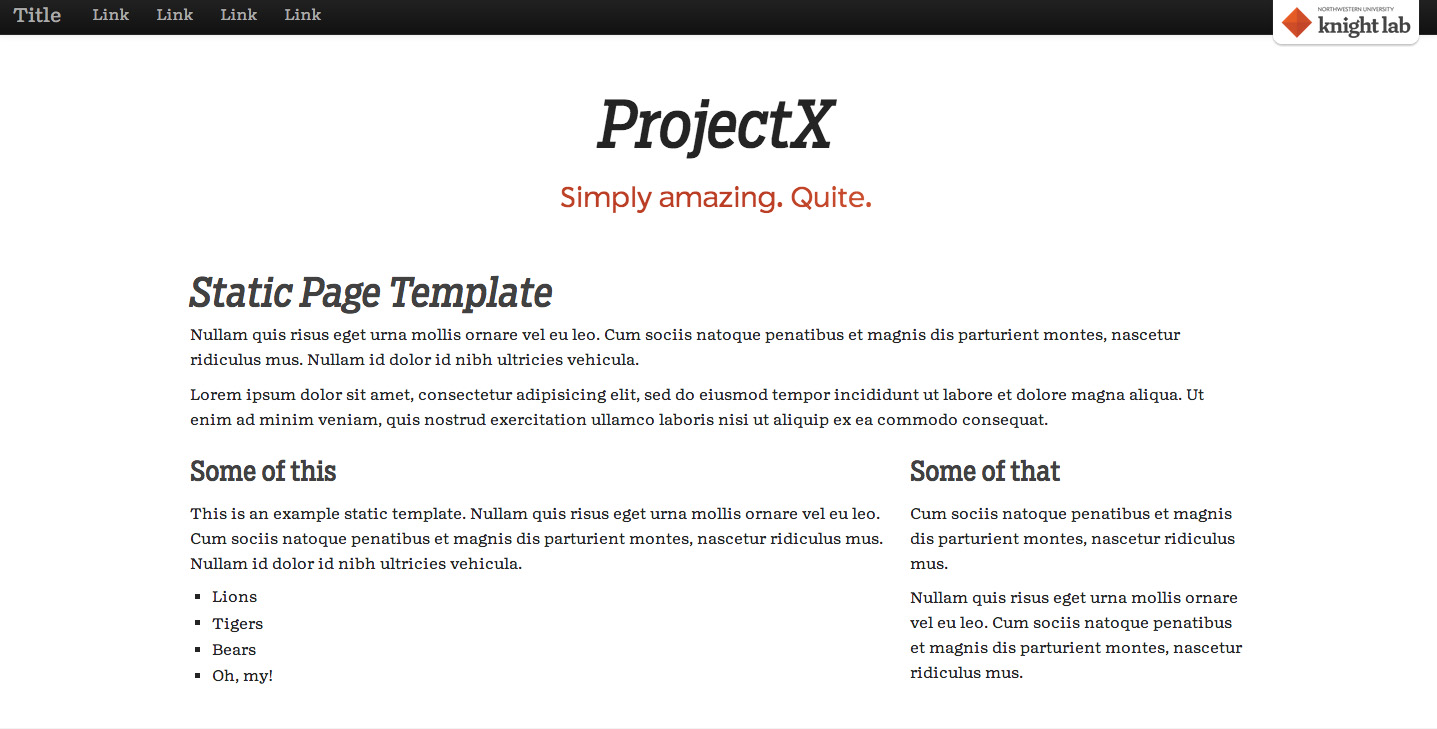 Title Link Link Link Link
NORTHWESTERN UNIVERSITY
knight lab
ProjectX
Simply amazing. Quite.
Static Page Template
Nullam quis risus eget urna mollis ornare vel eu leo. Cum sociis natoque penatibus et magnis dis parturient montes, nascetur
ridiculus mus. Nullam id dolor id nibh ultricies vehicula.
Lorem ipsum dolor sit amet, consectetur adipisicing elit, sed do eiusmod tempor incididunt ut labore et dolore magna aliqua. Ut
enim ad minim veniam, quis nostrud exercitation ullamco laboris nisi ut aliquip ex ea commodo consequat.
Some of this
This is an example static template. Nullam quis risus eget urna mollis ornare vel eu leo.
Cum sociis natoque penatibus et magnis dis parturient montes, nascetur ridiculus mus.
Nullam id dolor id nibh ultricies vehicula.
Lions
Tigers
Bears
Oh, my!
Some of that
Cum sociis natoque penatibus et magnis
dis parturient montes, nascetur ridiculus
mus.
Nullam quis risus eget urna mollis ornare
vel eu leo. Cum sociis natoque penatibus
et magnis dis parturient montes, nascetur
ridiculus mus.